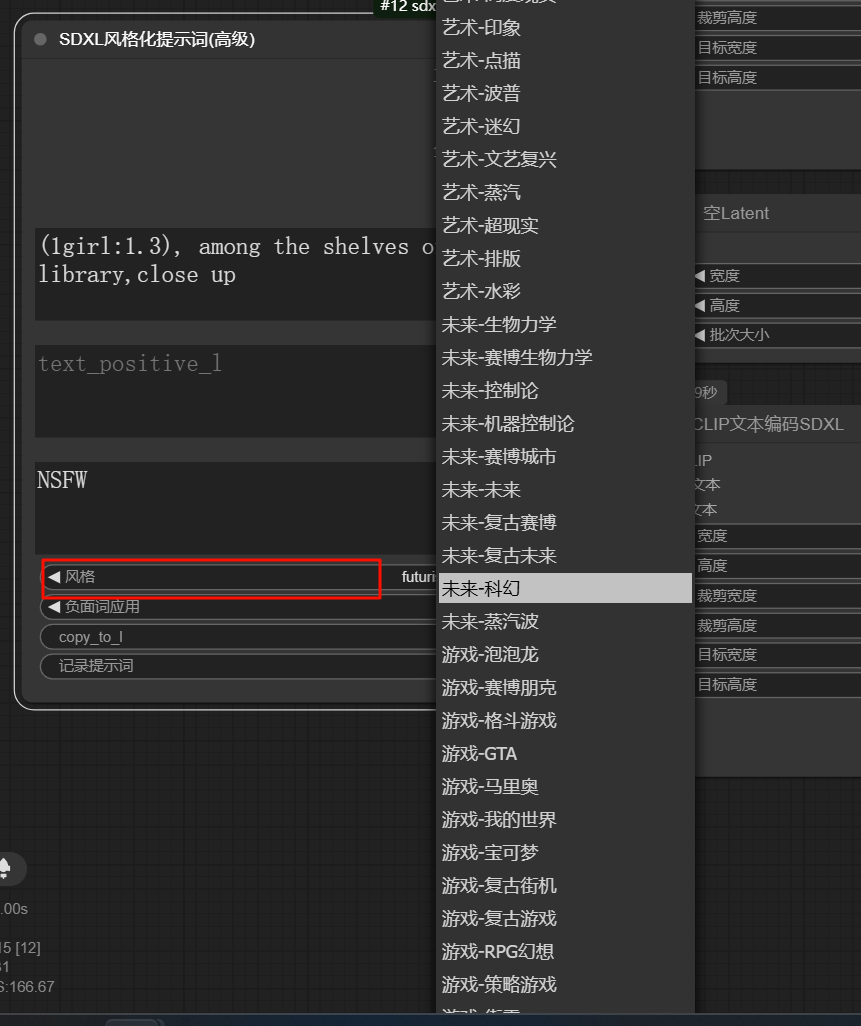 #12 sdx
SDXL风格化提示词(高级)
(1girl:1.3), among the shelves o
library,close up
text_positive_l
NSFW
◀ 风格
futuri
◀ 负面词应用
copy_to_l
记录提示词
.00s
15 [12]
S:166.67
艺术-印象
艺术-点描
艺术-波普
艺术-迷幻
艺术-文艺复兴
艺术-蒸汽
艺术-超现实
艺术-排版
艺术-水彩
未来-生物力学
未来-赛博生物力学
未来-控制论
未来-机器控制论
未来-赛博城市
未来-未来
未来-复古赛博
未来-复古未来
未来-科幻
未来-蒸汽波
游戏-泡泡龙
游戏-赛博朋克
游戏-格斗游戏
游戏-GTA
游戏-马里奥
游戏-我的世界
游戏-宝可梦
游戏-复古街机
游戏-复古游戏
游戏-RPG幻想
游戏-策略游戏
裁剪高度
目标宽度
目标高度
空Latent
◀ 宽度
◀ 高度
◀ 批次大小
9秒
CLIP文本编码SDXL
LIP
文本
文本
宽度
高度
裁剪宽度
裁剪高度
目标宽度
目标高度